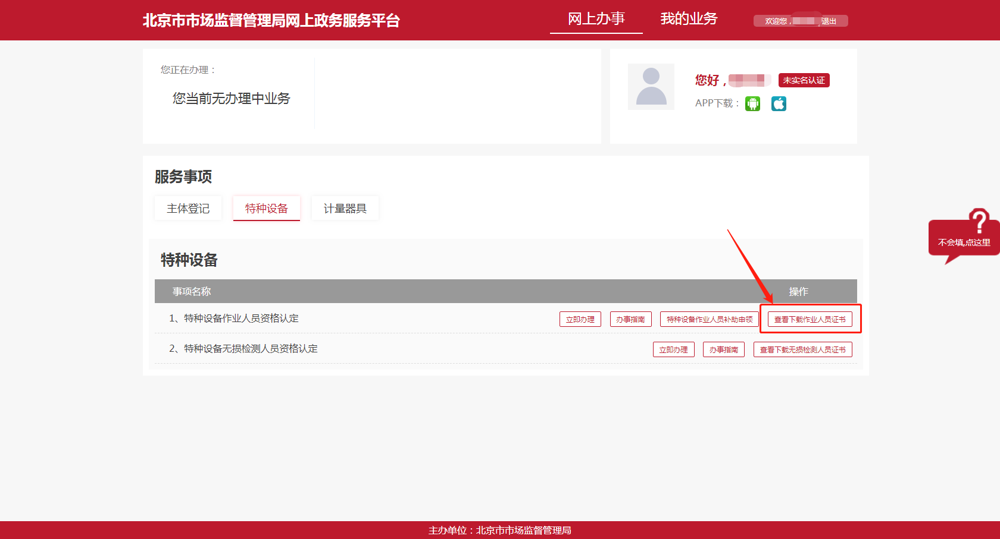 北京市市场监督管理局网上政务服务平台
网上办事
我的业务
欢迎您， 退出
您正在办理：
您当前无办理中业务
您好， 未实名认证
APP下载：
服务事项
主体登记
特种设备
计量器具
不会填,点这里
特种设备
事项名称 操作
1、特种设备作业人员资格认定 立即办理 办事指南 特种设备作业人员补助申领 查看下载作业人员证书
2、特种设备无损检测人员资格认定 立即办理 办事指南 查看下载无损检测人员证书
主办单位：北京市市场监督管理局